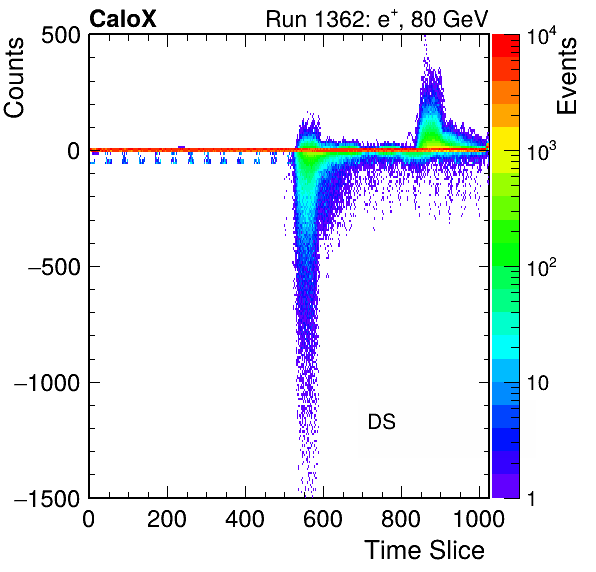 CaloX Run 1362: e⁺, 80 GeV
Counts
500
0
−500
−1000
−1500
0 200 400 600 800 1000
Time Slice
DS
Events
10⁴
10³
10²
10
1